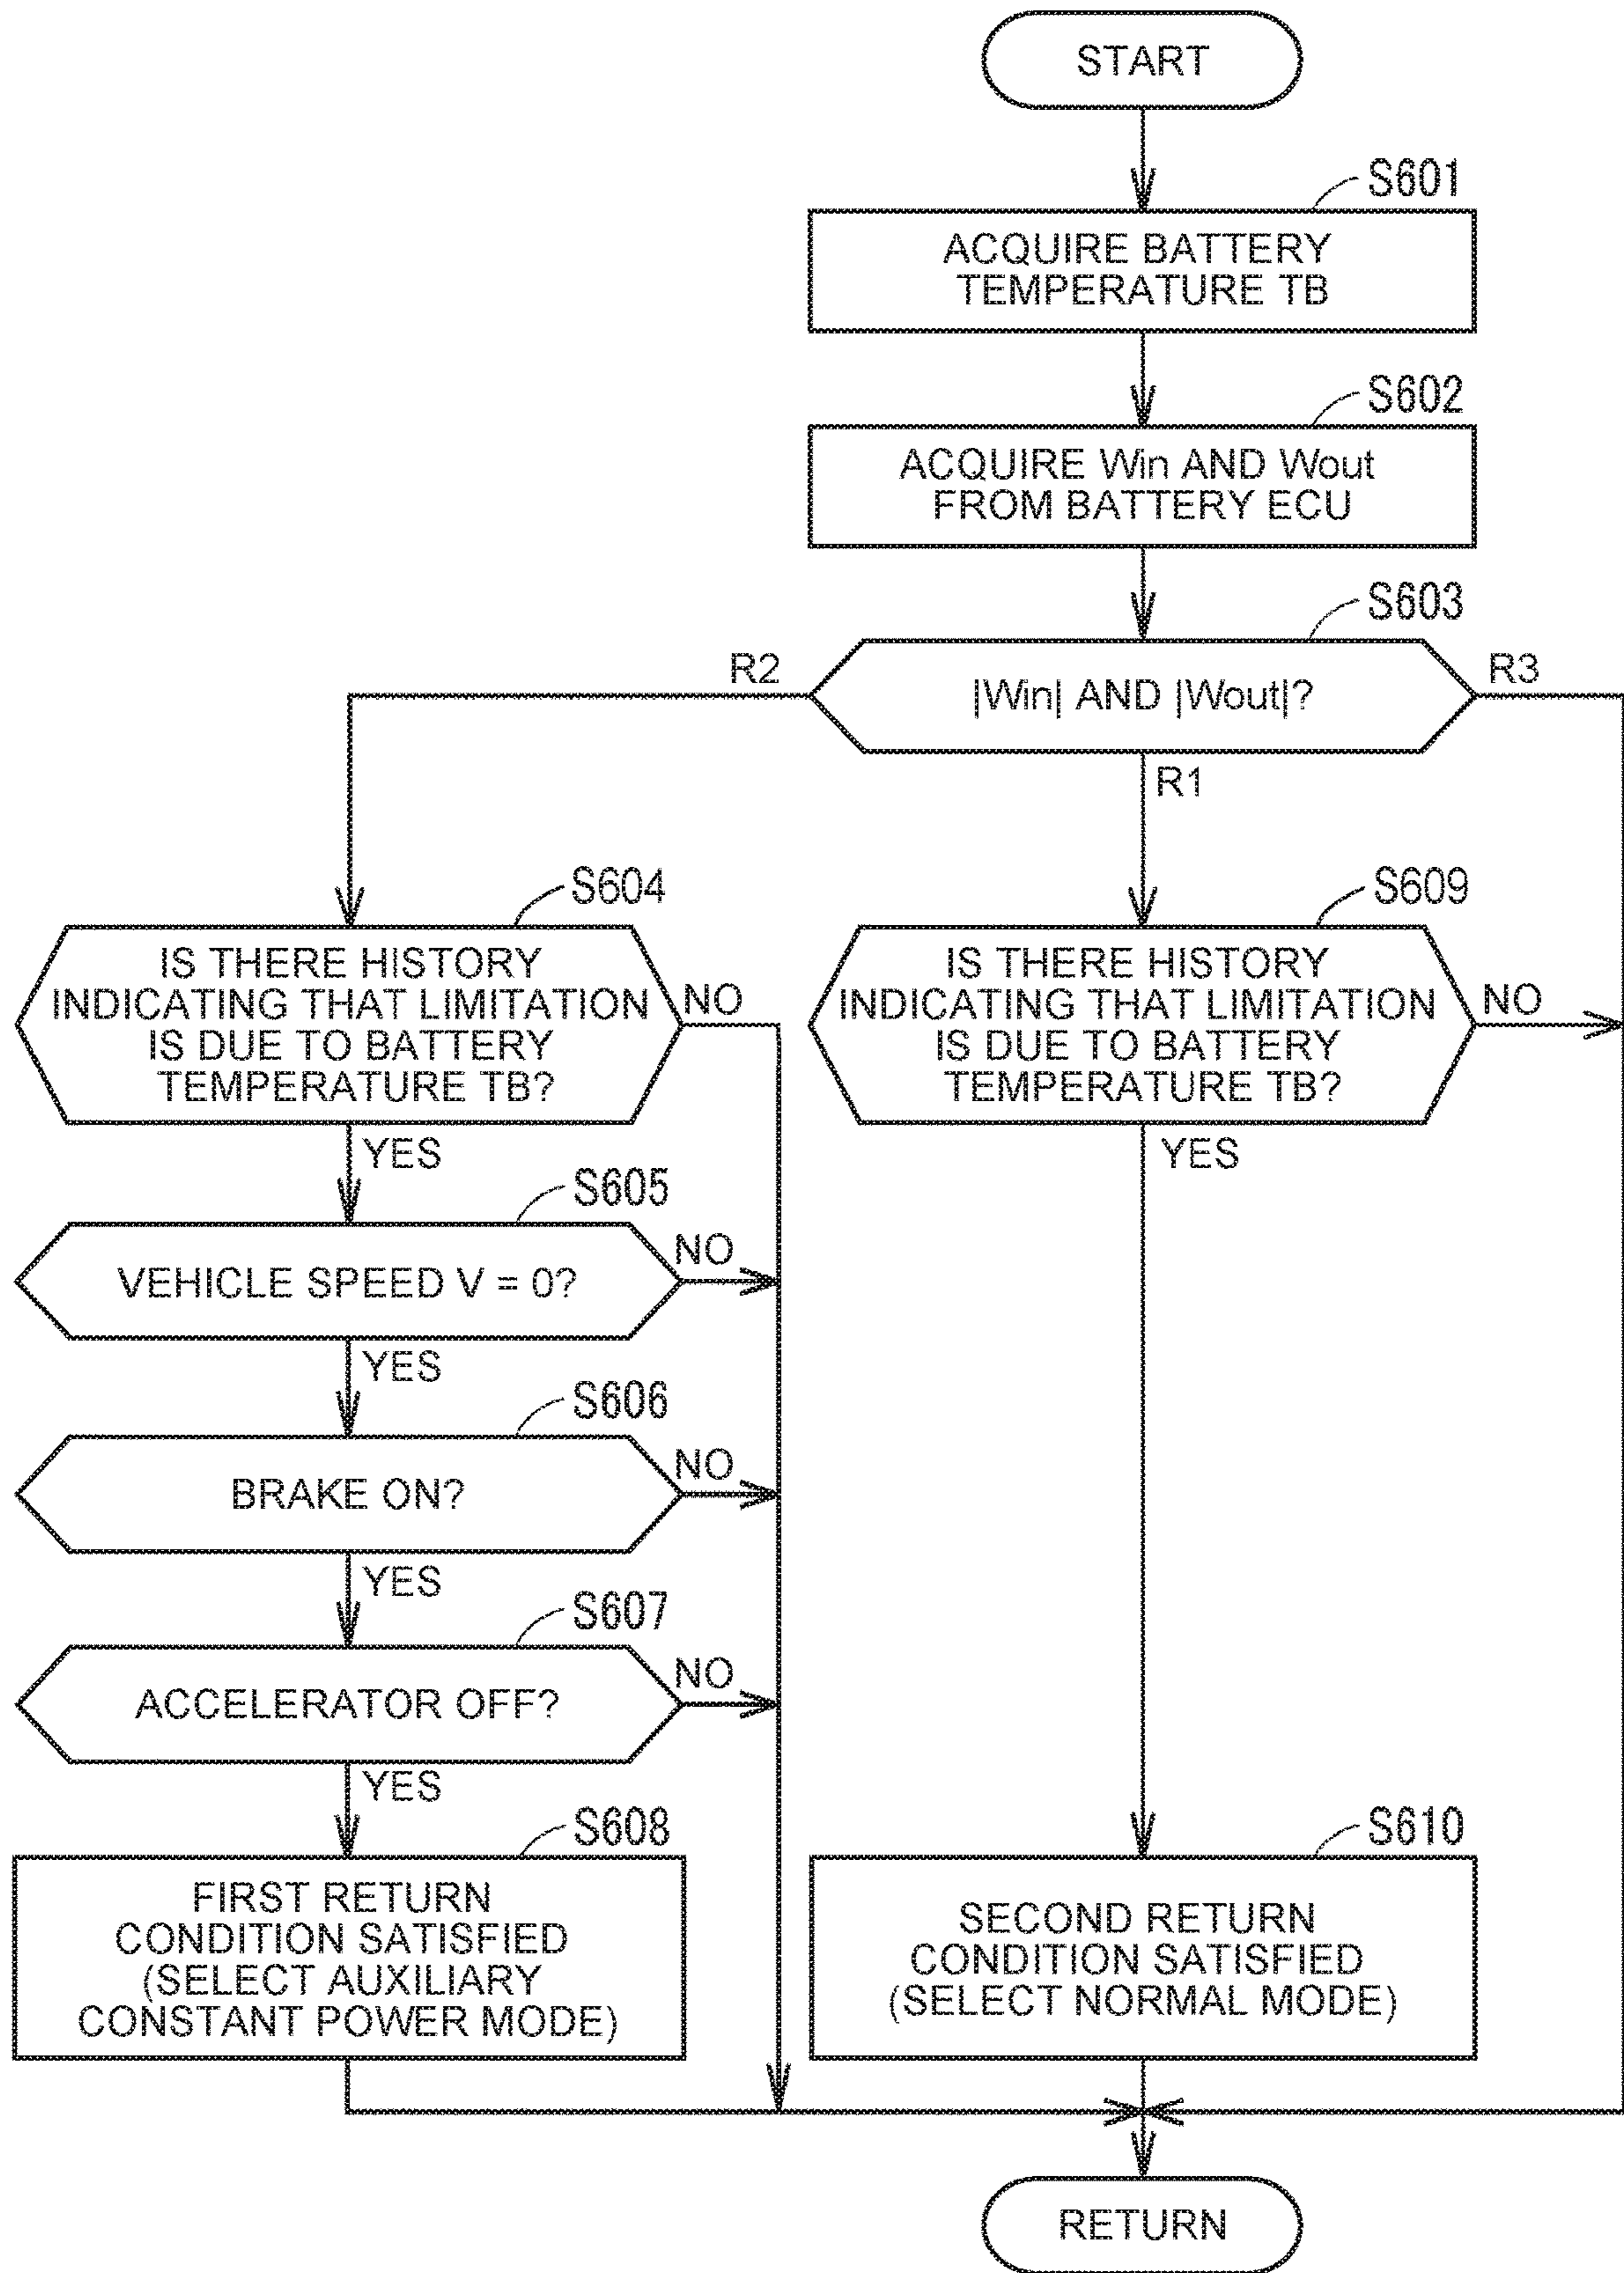 START
S601
ACQUIRE BATTERY
TEMPERATURE TB
S602
ACQUIRE Win AND Wout
FROM BATTERY ECU
S603
R2
|Win| AND |Wout|?
R3
R1
S604
IS THERE HISTORY
INDICATING THAT LIMITATION
IS DUE TO BATTERY
TEMPERATURE TB?
NO
YES
S609
IS THERE HISTORY
INDICATING THAT LIMITATION
IS DUE TO BATTERY
TEMPERATURE TB?
NO
YES
S605
VEHICLE SPEED V = 0?
NO
YES
S606
BRAKE ON?
NO
YES
S607
ACCELERATOR OFF?
NO
YES
S608
FIRST RETURN
CONDITION SATISFIED
(SELECT AUXILIARY
CONSTANT POWER MODE)
S610
SECOND RETURN
CONDITION SATISFIED
(SELECT NORMAL MODE)
RETURN